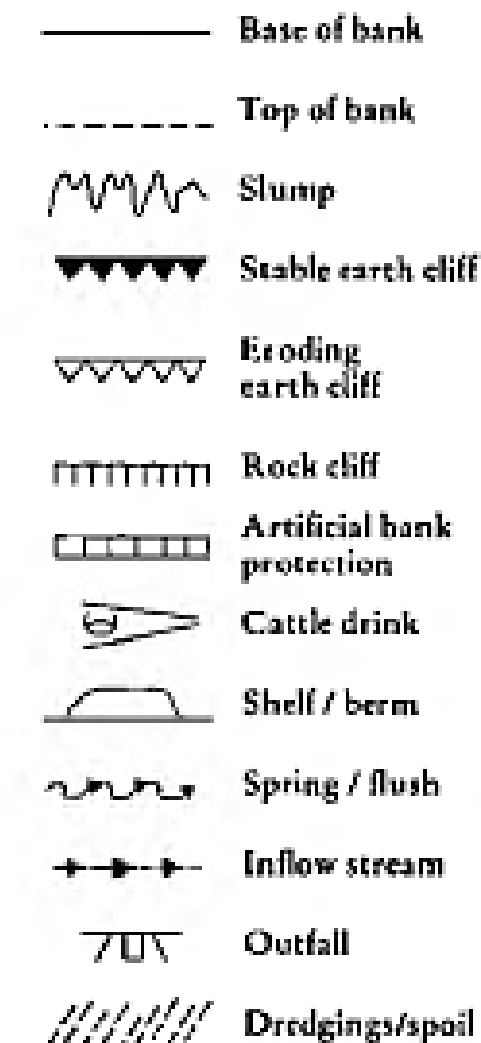 Base of bank
Top of bank
Slump
Stable earth cliff
Eroding
earth cliff
Rock cliff
Artificial bank
protection
Cattle drink
Shelf / berm
Spring / flush
Inflow stream
Outfall
Dredgings/spoil